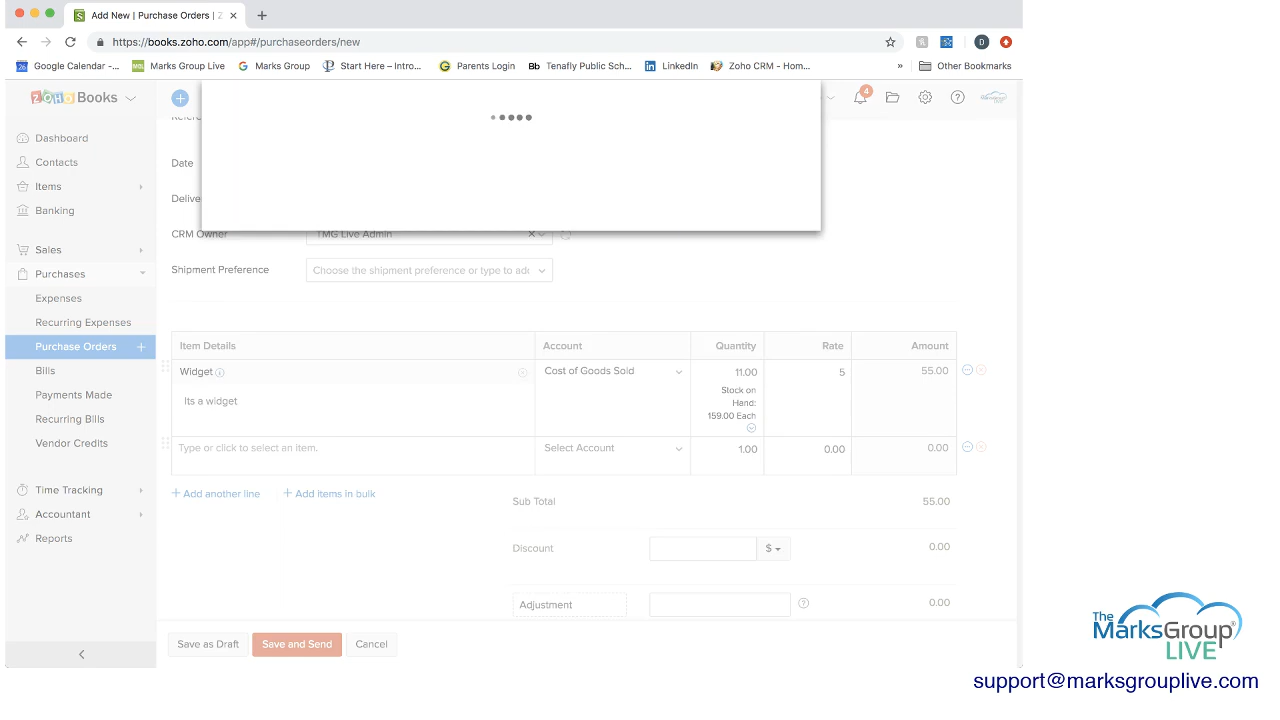 Add New | Purchase Orders | Z
https://books.zoho.com/app#/purchaseorders/new
Google Calendar -... Marks Group Live Marks Group Start Here – Intro... Parents Login Bb Tenafly Public Sch... LinkedIn Zoho CRM - Hom... » Other Bookmarks
ZOHO Books
4
Dashboard
Contacts
Items
Banking
Sales
Purchases
Expenses
Recurring Expenses
Purchase Orders +
Bills
Payments Made
Recurring Bills
Vendor Credits
Time Tracking
Accountant
Reports
Date
CRM Owner TMG Live Admin
Shipment Preference Choose the shipment preference or type to add
Item Details Account Quantity Rate Amount
Widget Cost of Goods Sold 11.00 5 55.00
Its a widget
Stock on
Hand:
159.00 Each
Type or click to select an item. Select Account 1.00 0.00 0.00
+ Add another line + Add items in bulk
Sub Total 55.00
Discount $ 0.00
Adjustment 0.00
Save as Draft Save and Send Cancel
The
MarksGroup®
LIVE
support@marksgrouplive.com